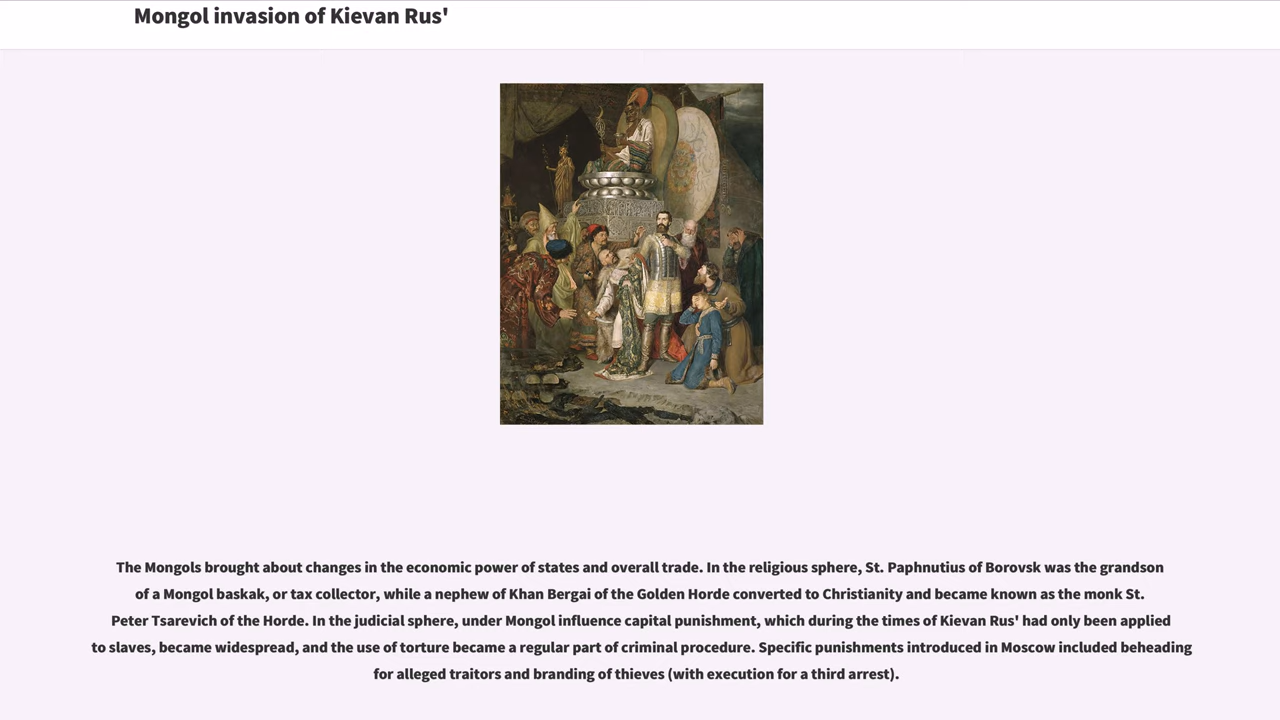 Mongol invasion of Kievan Rus'
The Mongols brought about changes in the economic power of states and overall trade. In the religious sphere, St. Paphnutius of Borovsk was the grandson
of a Mongol baskak, or tax collector, while a nephew of Khan Bergai of the Golden Horde converted to Christianity and became known as the monk St.
Peter Tsarevich of the Horde. In the judicial sphere, under Mongol influence capital punishment, which during the times of Kievan Rus' had only been applied
to slaves, became widespread, and the use of torture became a regular part of criminal procedure. Specific punishments introduced in Moscow included beheading
for alleged traitors and branding of thieves (with execution for a third arrest).